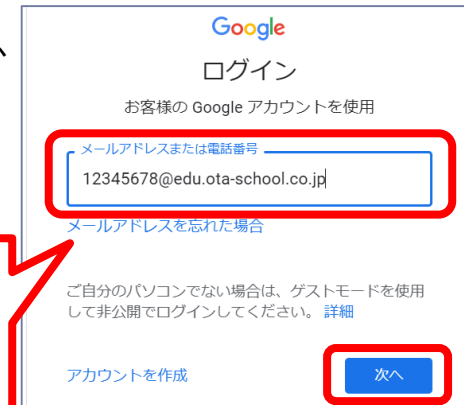 Google
ログイン
お客様の Google アカウントを使用
メールアドレスまたは電話番号
12345678@edu.ota-school.co.jp
メールアドレスを忘れた場合
ご自分のパソコンでない場合は、ゲストモードを使用
して非公開でログインしてください。 詳細
アカウントを作成
次へ